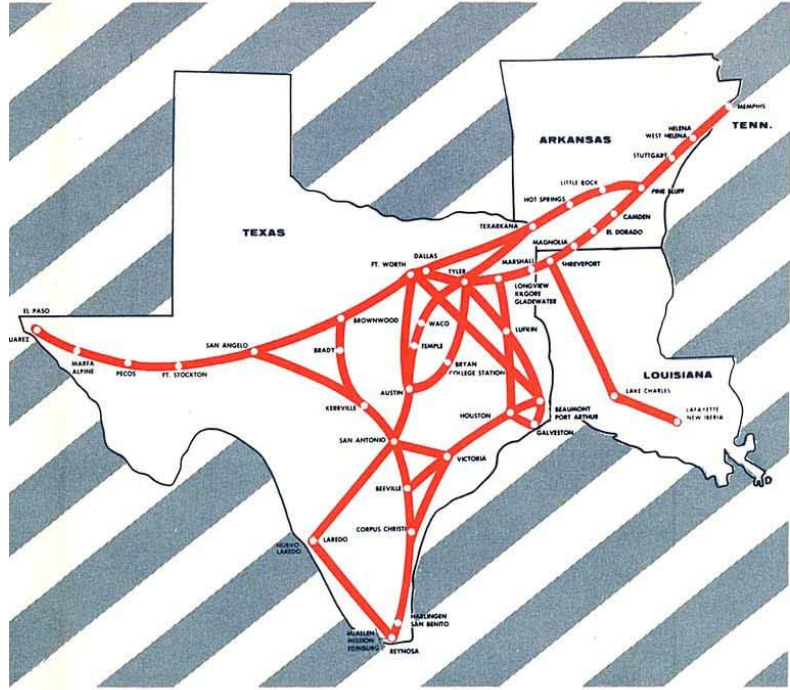 MEMPHIS
TENN.
HELENA
WEST HELENA
ARKANSAS
STUTTGART
LITTLE ROCK
PINE BLUFF
HOT SPRINGS
CAMDEN
TEXARKANA
EL DORADO
TEXAS
MAGNOLIA
DALLAS
FT. WORTH
TYLER
MARSHALL
SHREVEPORT
LONGVIEW
KILGORE
GLADEWATER
EL PASO
UAREZ
BROWNWOOD
WACO
LUFKIN
SAN ANGELO
BRADY
TEMPLE
MARFA
ALPINE
PECOS
FT. STOCKTON
BRYAN
COLLEGE STATION
LOUISIANA
AUSTIN
LAKE CHARLES
KERRVILLE
HOUSTON
BEAUMONT
PORT ARTHUR
LAFAYETTE
NEW IBERIA
GALVESTON
SAN ANTONIO
VICTORIA
BEEVILLE
CORPUS CHRISTI
LAREDO
NUEVO
LAREDO
HARLINGEN
SAN BENITO
McALLEN
MISSION
EDINBURG
REYNOSA